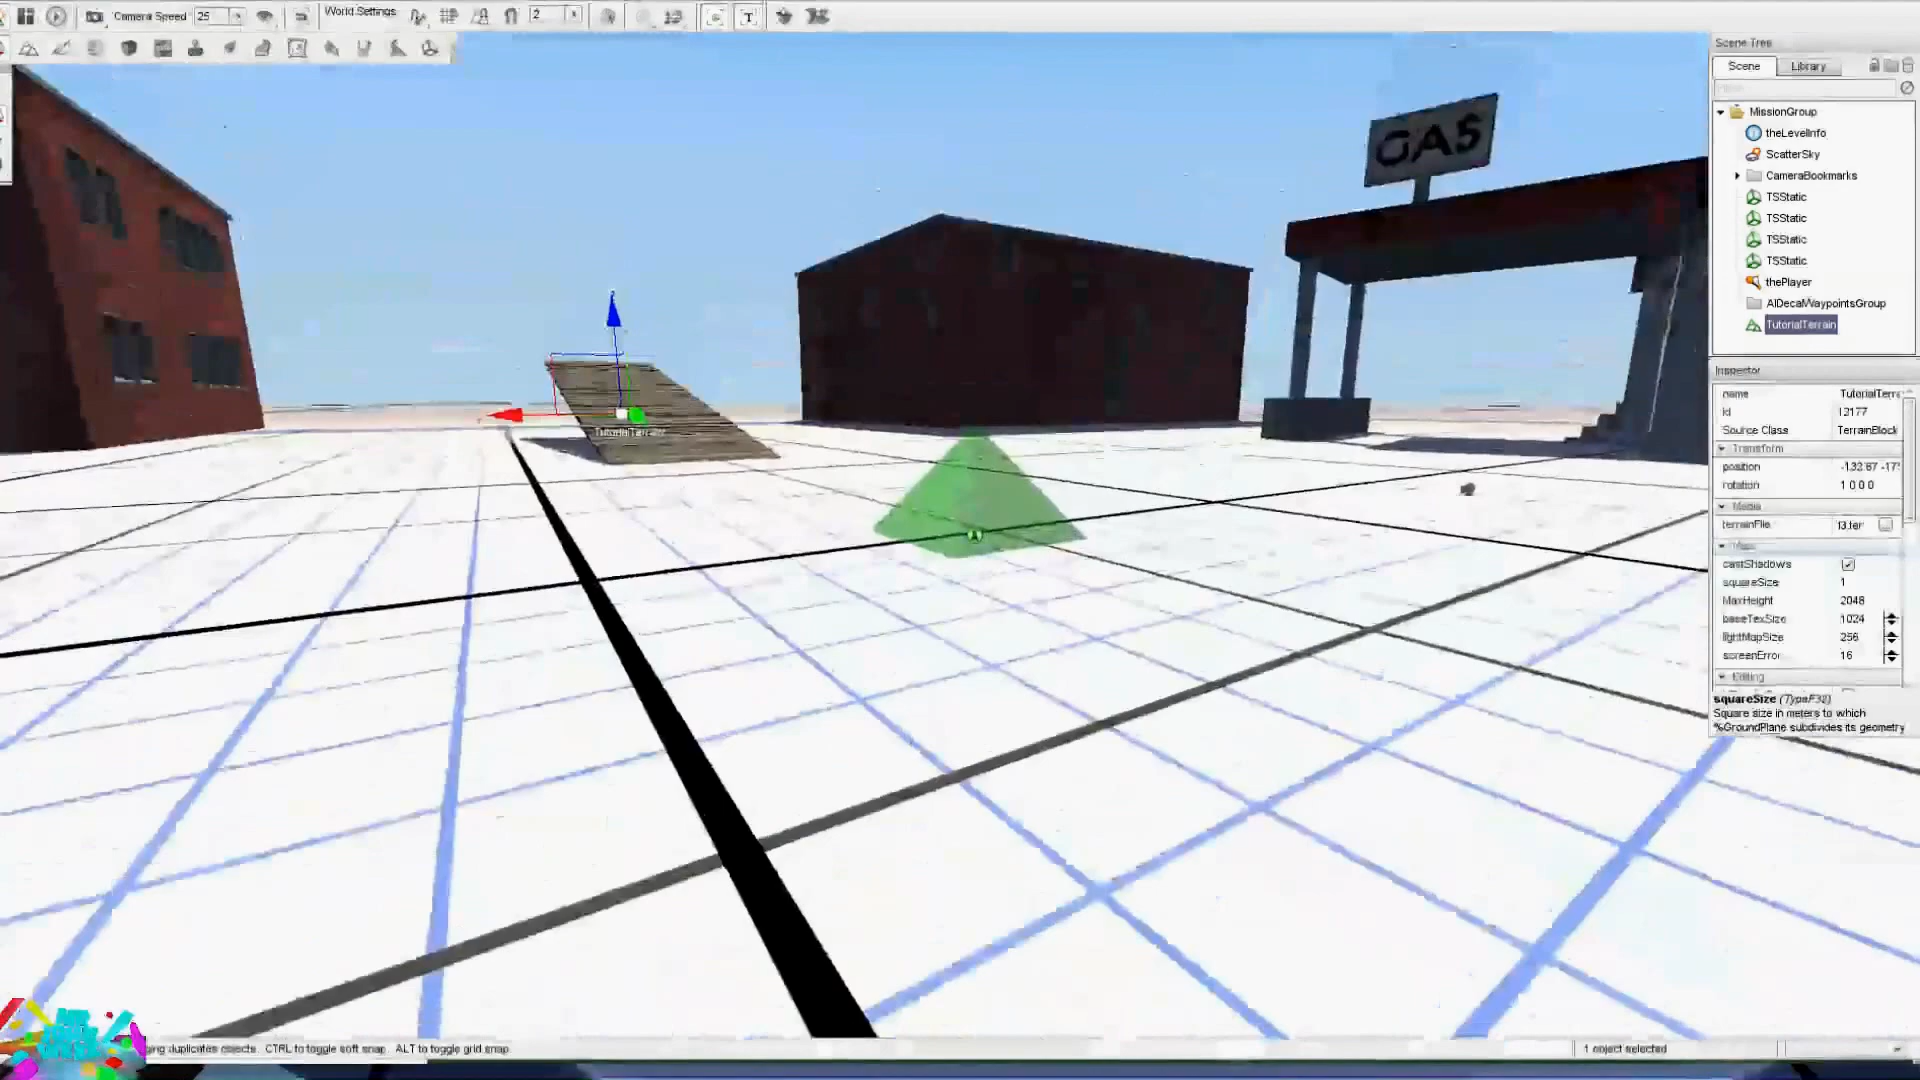 Camera Speed 25
World Settings
2
T
Scene Tree
Scene Library
MissionGroup
theLevelInfo
ScatterSky
CameraBookmarks
TSStatic
TSStatic
TSStatic
TSStatic
thePlayer
AIDecalWaypointsGroup
TutorialTerrain
GAS
TutorialTerrain
Inspector
name TutorialTerra
id 12177
Source Class TerrainBlock
Transform
position
rotation 1 0 0 0
Media
terrainFile
castShadows
squareSize 1
MaxHeight 2048
baseTexSize 1024
lightMapSize 256
screenError 16
Editing
squareSize (TypeF32)
Square size in meters to which
%GroundPlane subdivides its geometry
duplicates objects CTRL to toggle soft snap ALT to toggle grid snap
1 object selected